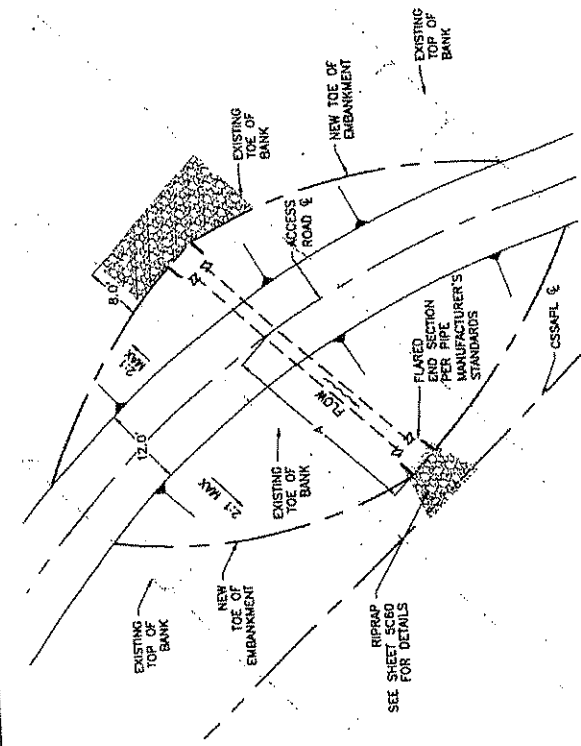 EXISTING
TOP OF
BANK
NEW
TOE OF
EMBANKMENT
2:1 MAX
12.0'
2:1
MAX
8.0'
EXISTING
TOE OF
BANK
FLOW
A
RIPRAP
SEE SHEET 5C60
FOR DETAILS
EXISTING
TOE OF
BANK
ACCESS
ROAD ℄
NEW TOE OF
EMBANKMENT
EXISTING
TOP OF
BANK
FLARED
END SECTION
PER PIPE
MANUFACTURER'S
STANDARDS
CSSAPL ℄